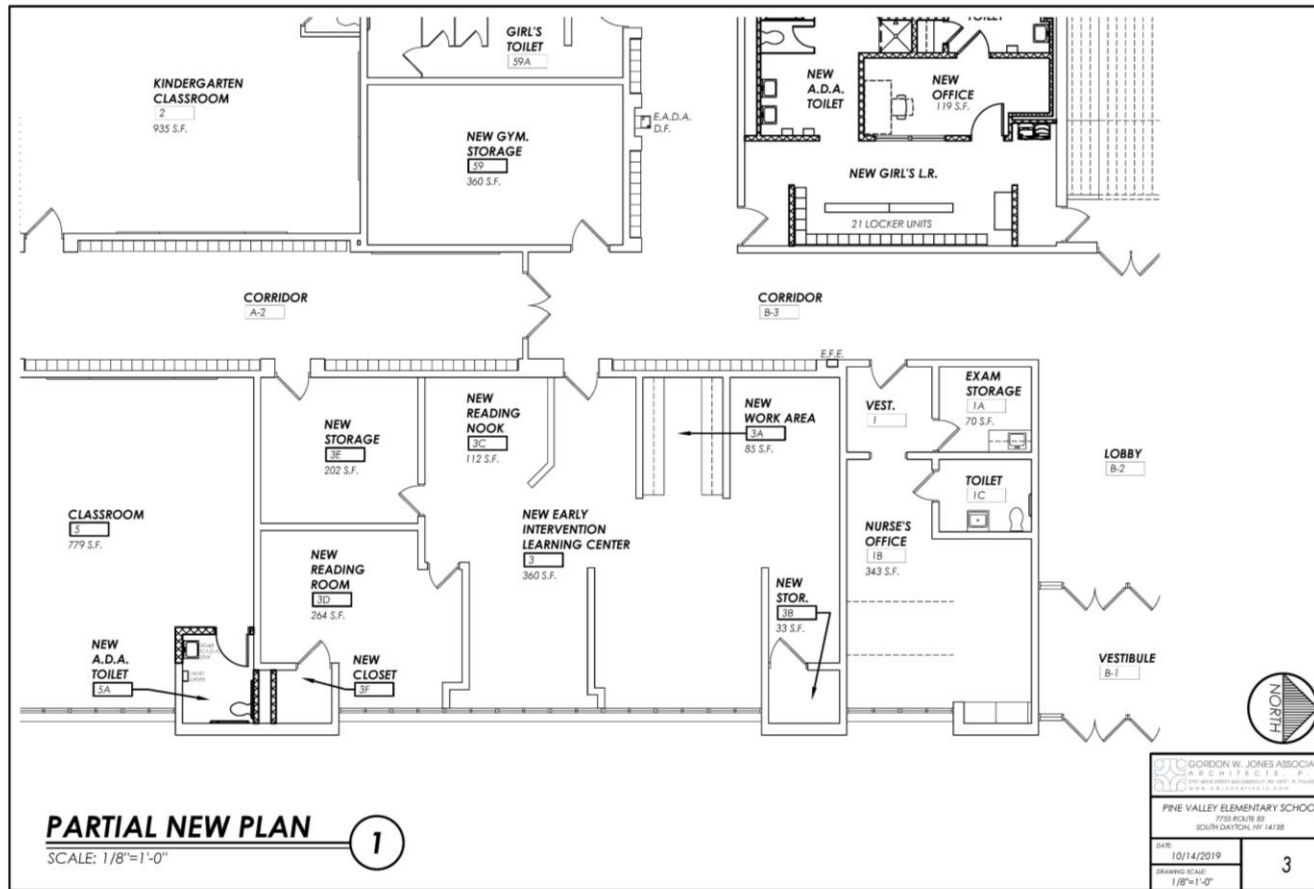 GIRL'S
TOILET
59A
TOILET
KINDERGARTEN
CLASSROOM
2
935 S.F.
NEW
A.D.A.
TOILET
NEW
OFFICE
119 S.F.
E.A.D.A.
D.F.
NEW GYM.
STORAGE
59
360 S.F.
NEW GIRL'S L.R.
21 LOCKER UNITS
CORRIDOR
A-2
CORRIDOR
B-3
E.F.E.
NEW
STORAGE
3E
202 S.F.
NEW
READING
NOOK
3C
112 S.F.
NEW
WORK AREA
3A
85 S.F.
VEST.
1
EXAM
STORAGE
1A
70 S.F.
LOBBY
B-2
TOILET
1C
CLASSROOM
5
779 S.F.
NEW EARLY
INTERVENTION
LEARNING CENTER
3
360 S.F.
NURSE'S
OFFICE
1B
343 S.F.
NEW
READING
ROOM
3D
264 S.F.
NEW
STOR.
3B
33 S.F.
NEW
A.D.A.
TOILET
5A
NEW
CLOSET
3F
VESTIBULE
B-1
NORTH
GORDON W. JONES ASSOCIA
ARCHITECTS, P.
PINE VALLEY ELEMENTARY SCHOO
7755 ROUTE 83
SOUTH DAYTON, NY 14138
DATE:
10/14/2019
DRAWING SCALE:
1/8"=1'-0"
3
PARTIAL NEW PLAN
SCALE: 1/8"=1'-0"
1